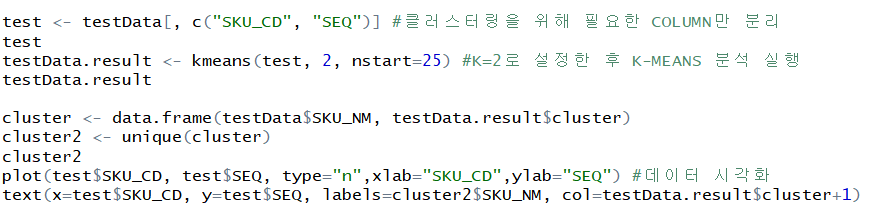 test <- testData[, c("SKU_CD", "SEQ")] #클러스터링을 위해 필요한 COLUMN만 분리
test
testData.result <- kmeans(test, 2, nstart=25) #K=2로 설정한 후 K-MEANS 분석 실행
testData.result
cluster <- data.frame(testData$SKU_NM, testData.result$cluster)
cluster2 <- unique(cluster)
cluster2
plot(test$SKU_CD, test$SEQ, type="n",xlab="SKU_CD",ylab="SEQ") #데이터 시각화
text(x=test$SKU_CD, y=test$SEQ, labels=cluster2$SKU_NM, col=testData.result$cluster+1)